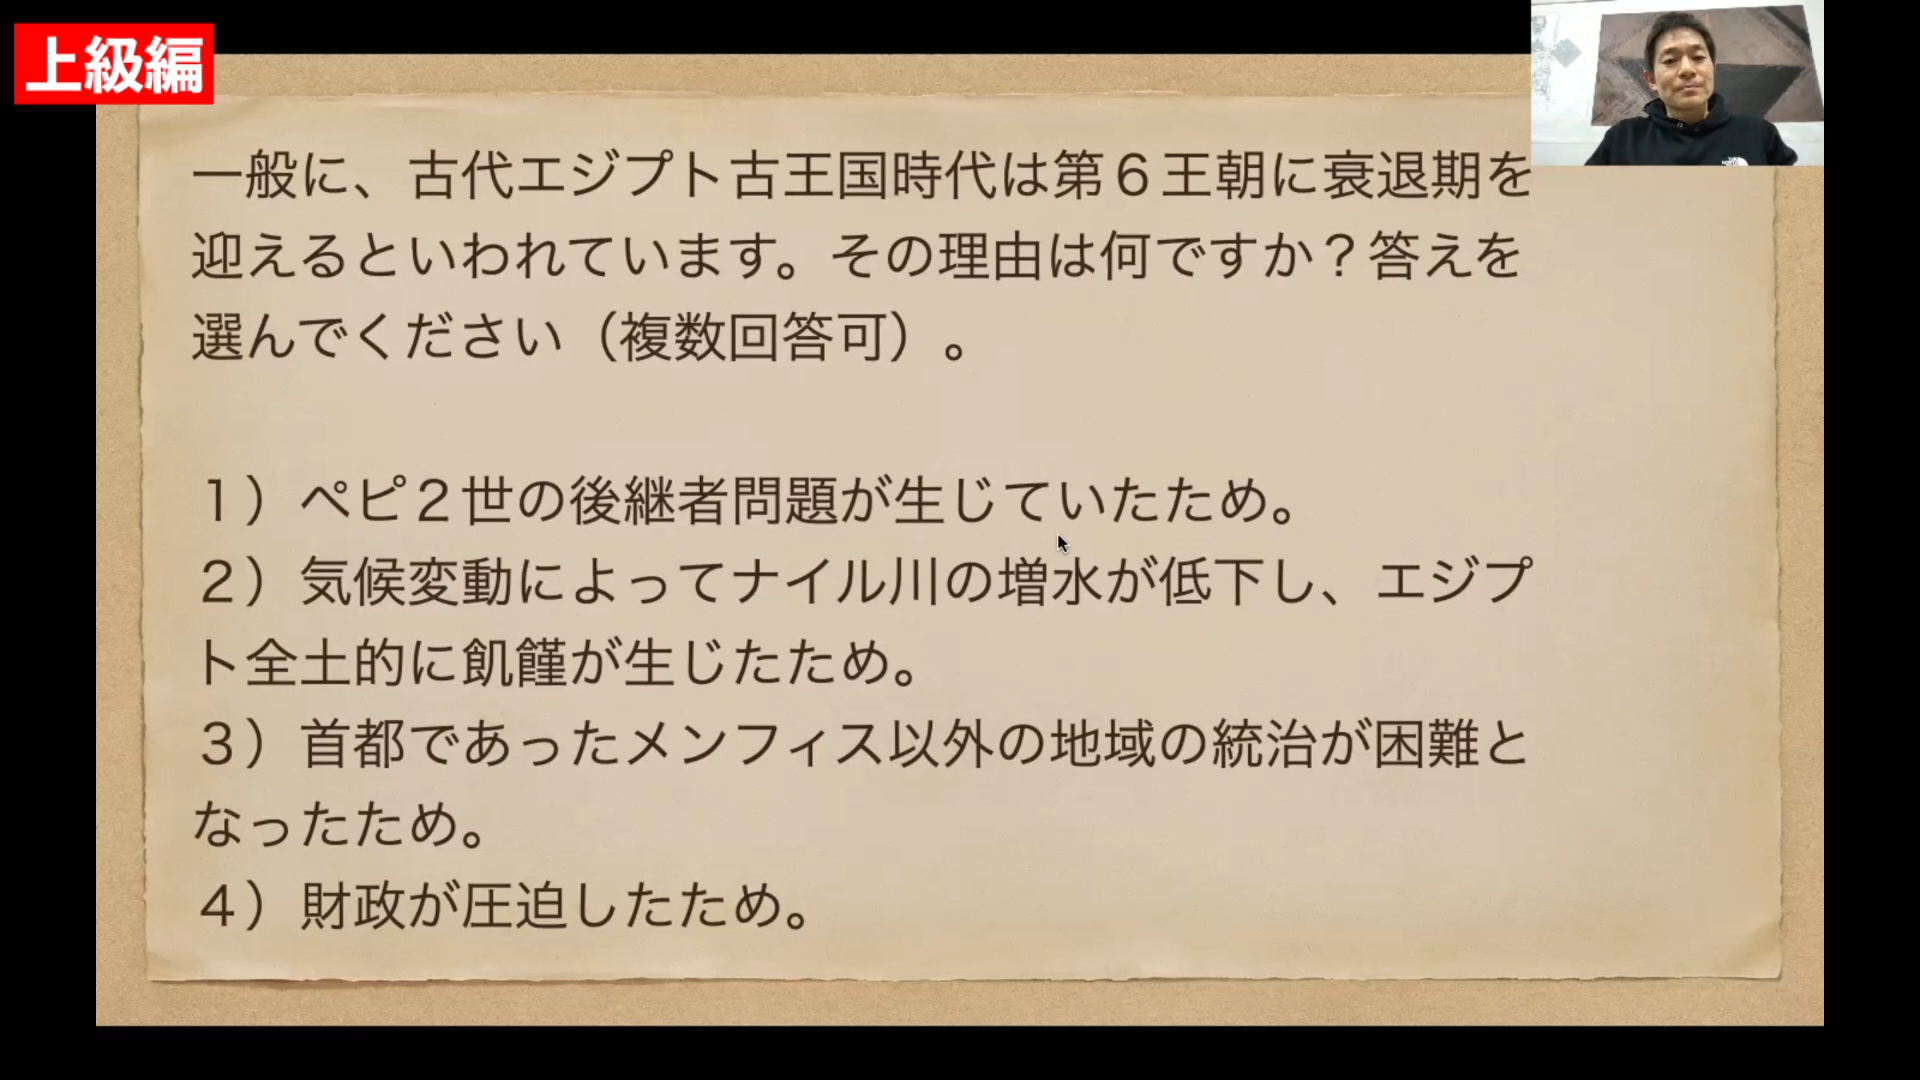 上級編
一般に、古代エジプト古王国時代は第６王朝に衰退期を
迎えるといわれています。その理由は何ですか？答えを
選んでください（複数回答可）。
１）ペピ２世の後継者問題が生じていたため。
２）気候変動によってナイル川の増水が低下し、エジプ
ト全土的に飢饉が生じたため。
３）首都であったメンフィス以外の地域の統治が困難と
なったため。
４）財政が圧迫したため。